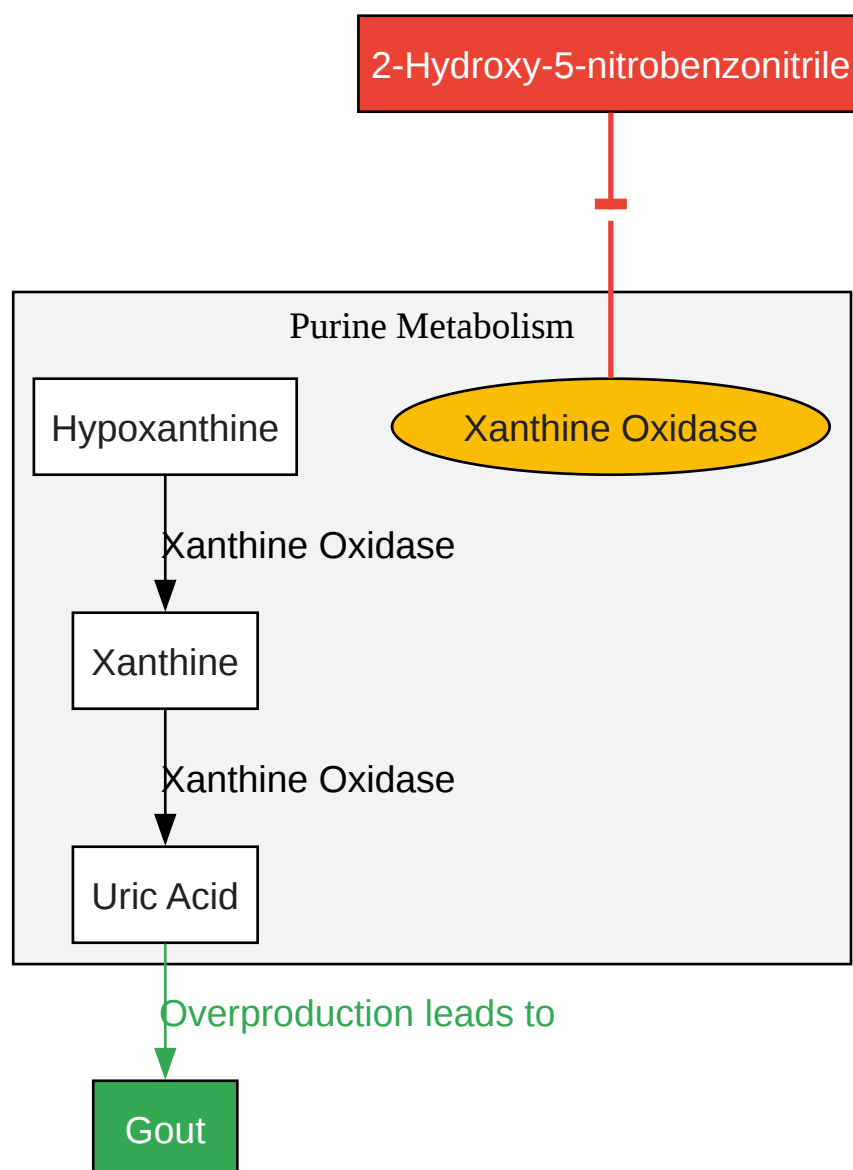 2-Hydroxy-5-nitrobenzonitrile
Purine Metabolism
Hypoxanthine
Xanthine Oxidase
Xanthine Oxidase
Xanthine
Xanthine Oxidase
Uric Acid
Overproduction leads to
Gout